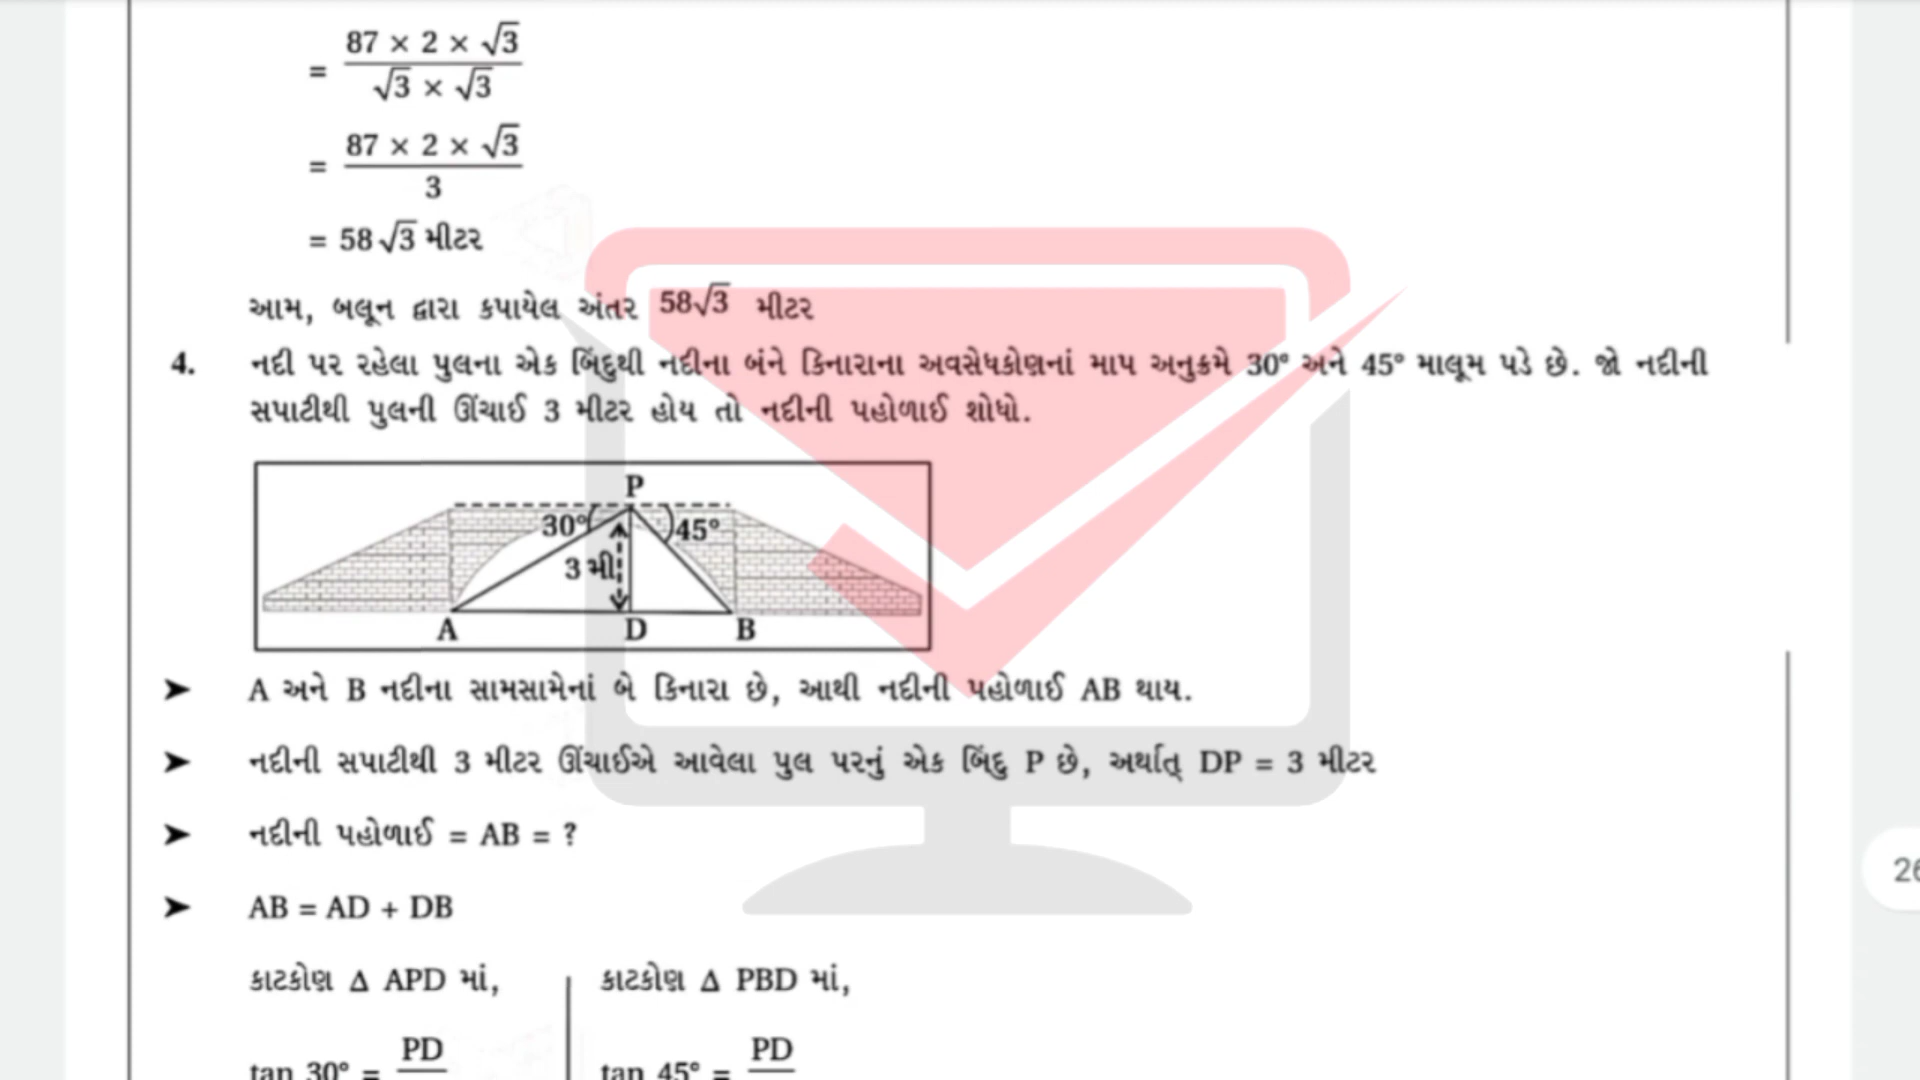 = 87 × 2 × √3 / √3 × √3
= 87 × 2 × √3 / 3
= 58√3 મીટર
આમ, બલૂન દ્વારા કપાયેલ અંતર 58√3 મીટર
4. નદી પર રહેલા પુલના એક બિંદુથી નદીના બંને કિનારાના અવસેધકોણનાં માપ અનુક્રમે 30° અને 45° માલૂમ પડે છે. જો નદીની
સપાટીથી પુલની ઊંચાઈ 3 મીટર હોય તો નદીની પહોળાઈ શોધો.
P
30° 45°
3 મી
A D B
➤ A અને B નદીના સામસામેનાં બે કિનારા છે, આથી નદીની પહોળાઈ AB થાય.
➤ નદીની સપાટીથી 3 મીટર ઊંચાઈએ આવેલા પુલ પરનું એક બિંદુ P છે, અર્થાત્ DP = 3 મીટર
26
➤ નદીની પહોળાઈ = AB = ?
➤ AB = AD + DB
કાટકોણ Δ APD માં, કાટકોણ Δ PBD માં,
tan 30° = PD tan 45° = PD